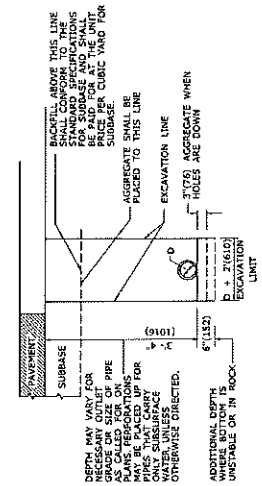 PAVEMENT
SUBBASE
BACKFILL ABOVE THIS LINE
SHALL CONFORM TO THE
STANDARD SPECIFICATIONS
FOR SUBBASE AND SHALL
BE PAID FOR AT THE UNIT
PRICE PER CUBIC YARD FOR
SUBBASE.
AGGREGATE SHALL BE
PLACED TO THIS LINE
EXCAVATION LINE
3"(76) AGGREGATE WHEN
HOLES ARE DOWN
DEPTH MAY VARY FOR
NECESSARY OUTLET
GRADE OR SIZE OF PIPE
AS CALLED FOR ON
PLANS. PERFORATIONS
MAY BE PLACED UP FOR
PIPES THAT CARRY
ONLY SUBSURFACE
WATER, UNLESS
OTHERWISE DIRECTED.
3'-4"
(1016)
D
6"(152)
ADDITIONAL DEPTH
WHERE BOTTOM IS
UNSTABLE OR IN ROCK
D + 2'(610)
EXCAVATION
LIMIT